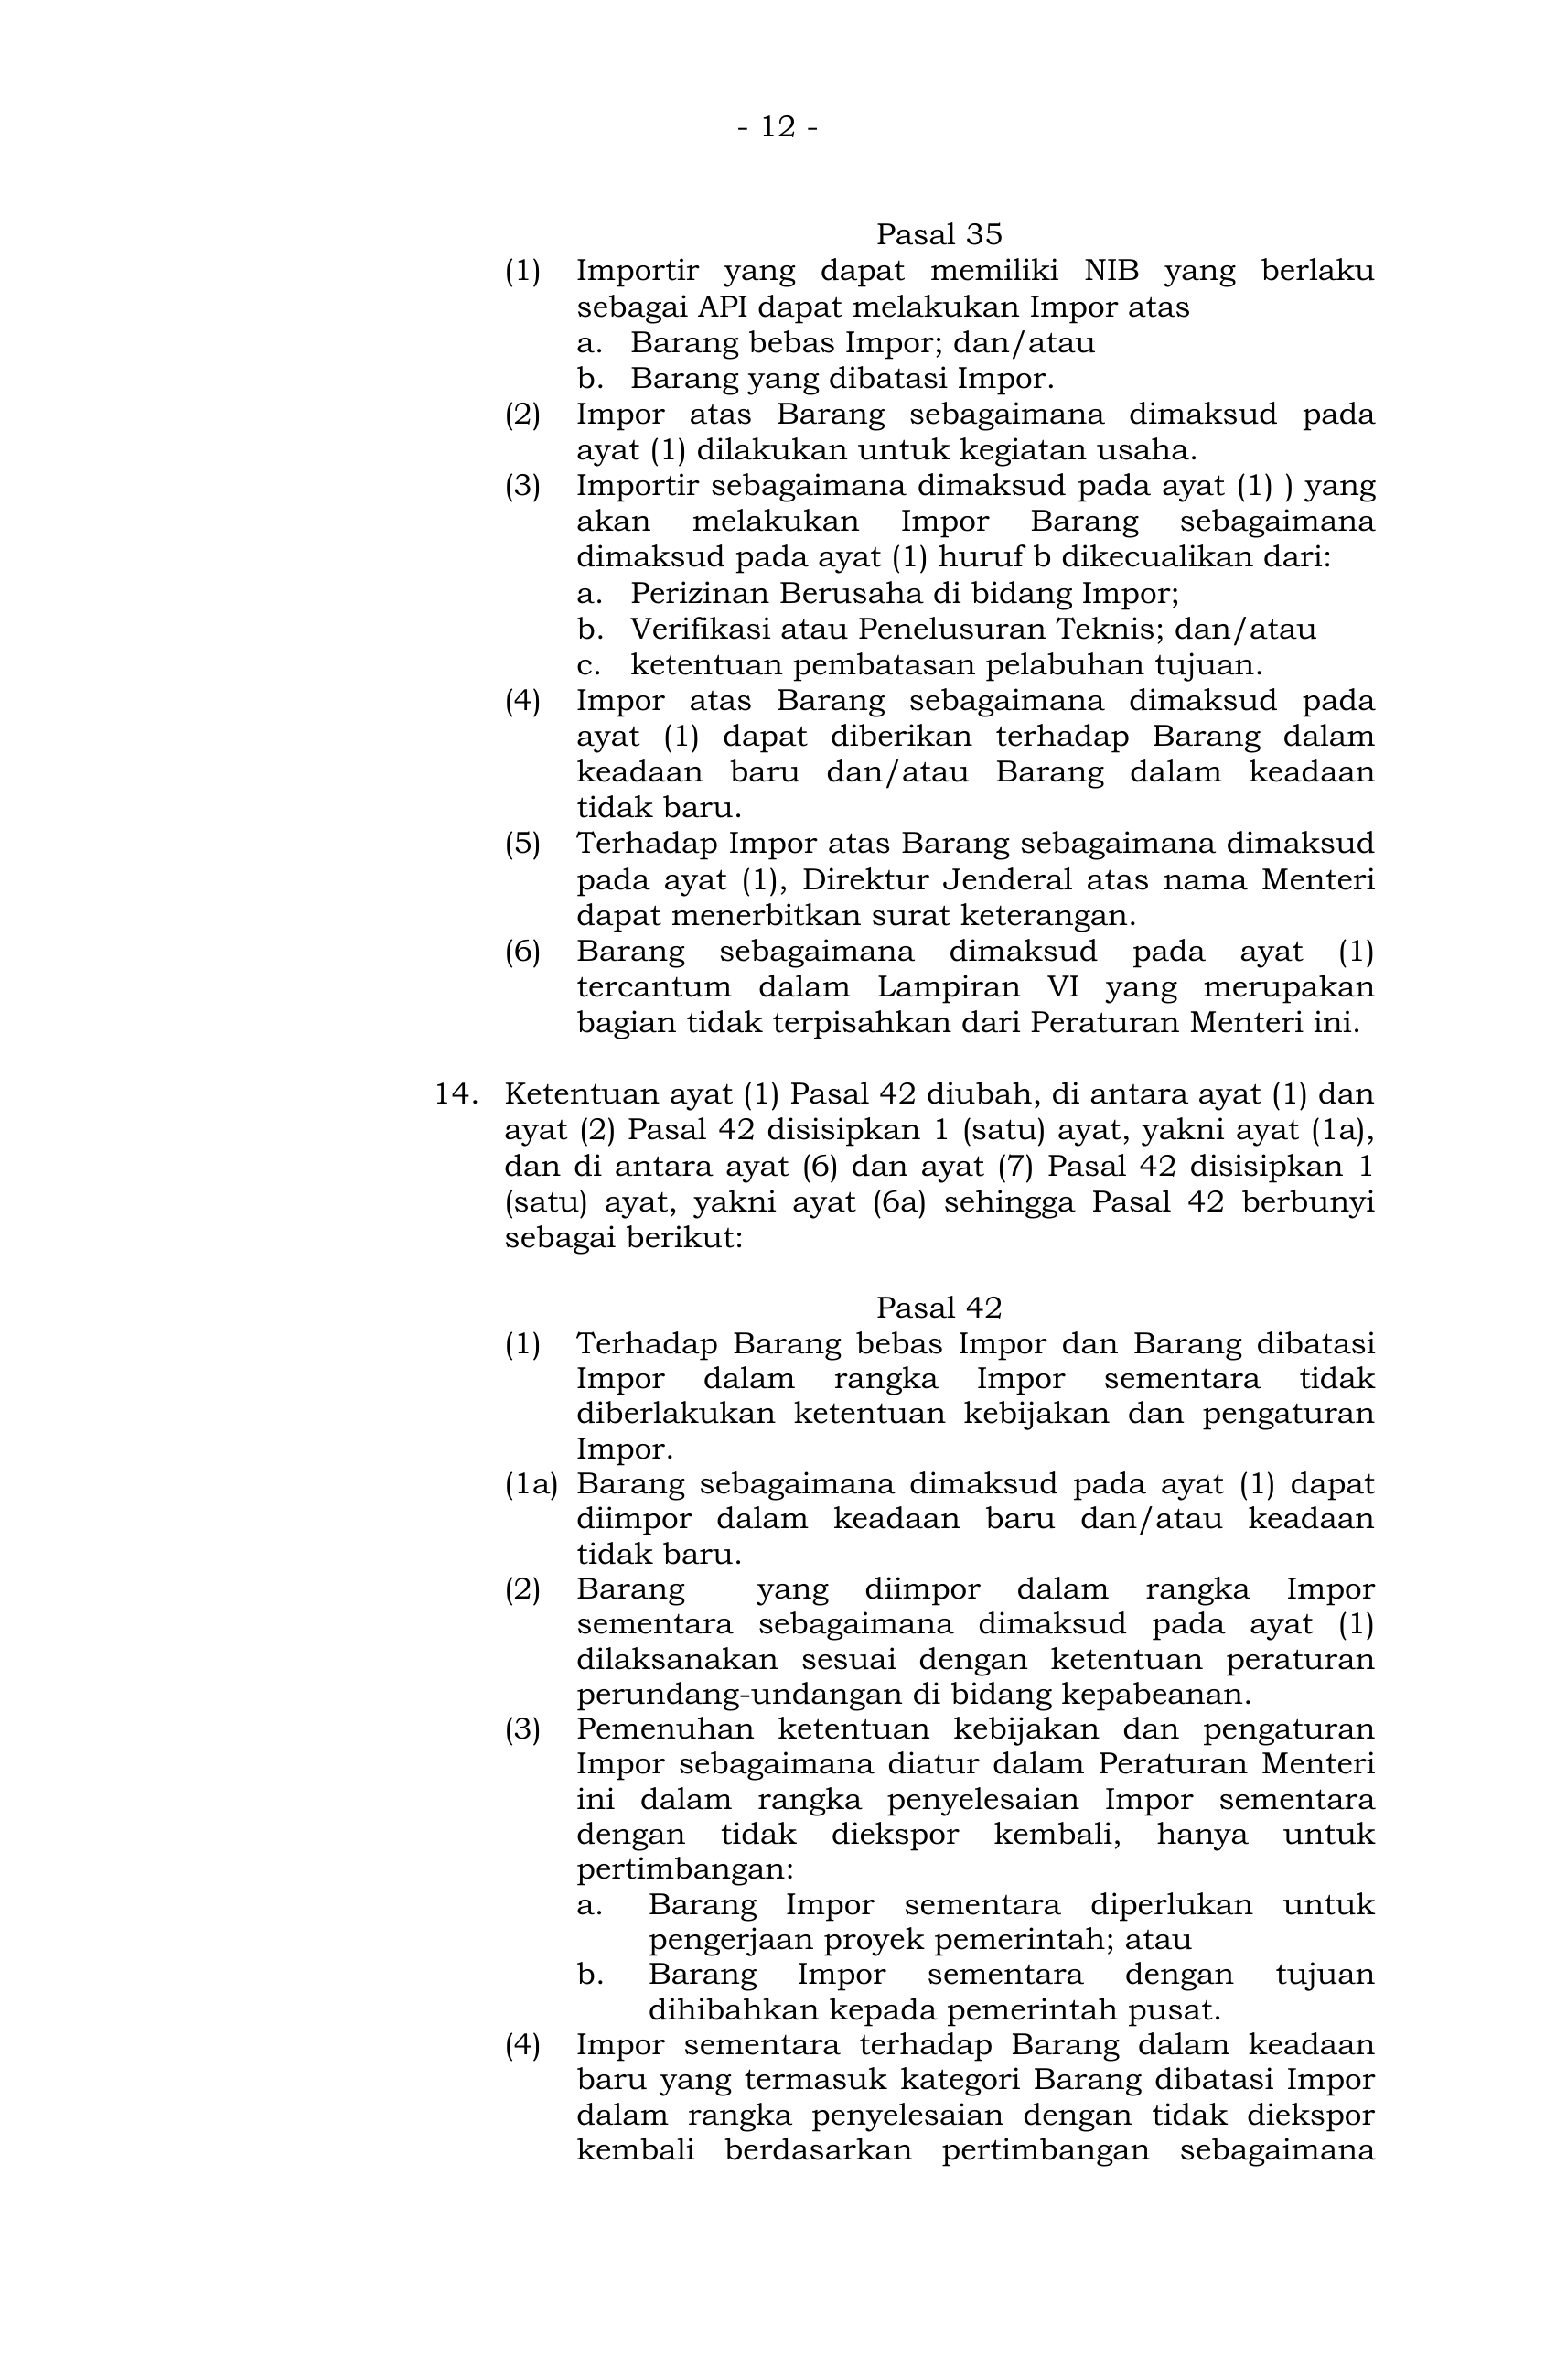 - 12 -
Pasal 35
(1) Importir yang dapat memiliki NIB yang berlaku
sebagai API dapat melakukan Impor atas
a. Barang bebas Impor; dan/atau
b. Barang yang dibatasi Impor.
(2) Impor atas Barang sebagaimana dimaksud pada
ayat (1) dilakukan untuk kegiatan usaha.
(3) Importir sebagaimana dimaksud pada ayat (1) ) yang
akan melakukan Impor Barang sebagaimana
dimaksud pada ayat (1) huruf b dikecualikan dari:
a. Perizinan Berusaha di bidang Impor;
b. Verifikasi atau Penelusuran Teknis; dan/atau
c. ketentuan pembatasan pelabuhan tujuan.
(4) Impor atas Barang sebagaimana dimaksud pada
ayat (1) dapat diberikan terhadap Barang dalam
keadaan baru dan/atau Barang dalam keadaan
tidak baru.
(5) Terhadap Impor atas Barang sebagaimana dimaksud
pada ayat (1), Direktur Jenderal atas nama Menteri
dapat menerbitkan surat keterangan.
(6) Barang sebagaimana dimaksud pada ayat (1)
tercantum dalam Lampiran VI yang merupakan
bagian tidak terpisahkan dari Peraturan Menteri ini.
14. Ketentuan ayat (1) Pasal 42 diubah, di antara ayat (1) dan
ayat (2) Pasal 42 disisipkan 1 (satu) ayat, yakni ayat (1a),
dan di antara ayat (6) dan ayat (7) Pasal 42 disisipkan 1
(satu) ayat, yakni ayat (6a) sehingga Pasal 42 berbunyi
sebagai berikut:
Pasal 42
(1) Terhadap Barang bebas Impor dan Barang dibatasi
Impor dalam rangka Impor sementara tidak
diberlakukan ketentuan kebijakan dan pengaturan
Impor.
(1a) Barang sebagaimana dimaksud pada ayat (1) dapat
diimpor dalam keadaan baru dan/atau keadaan
tidak baru.
(2) Barang yang diimpor dalam rangka Impor
sementara sebagaimana dimaksud pada ayat (1)
dilaksanakan sesuai dengan ketentuan peraturan
perundang-undangan di bidang kepabeanan.
(3) Pemenuhan ketentuan kebijakan dan pengaturan
Impor sebagaimana diatur dalam Peraturan Menteri
ini dalam rangka penyelesaian Impor sementara
dengan tidak diekspor kembali, hanya untuk
pertimbangan:
a. Barang Impor sementara diperlukan untuk
pengerjaan proyek pemerintah; atau
b. Barang Impor sementara dengan tujuan
dihibahkan kepada pemerintah pusat.
(4) Impor sementara terhadap Barang dalam keadaan
baru yang termasuk kategori Barang dibatasi Impor
dalam rangka penyelesaian dengan tidak diekspor
kembali berdasarkan pertimbangan sebagaimana